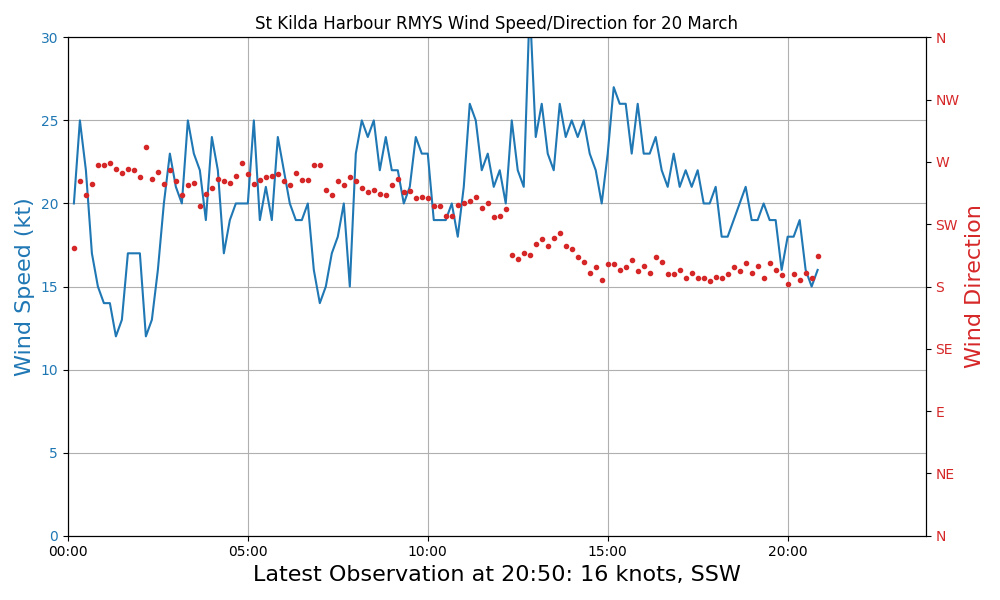 St Kilda Harbour RMYS Wind Speed/Direction for 20 March
Wind Speed (kt)
30
25
20
15
10
5
0
00:00
05:00
10:00
15:00
20:00
N
NW
W
SW
S
SE
E
NE
N
Wind Direction
Latest Observation at 20:50: 16 knots, SSW